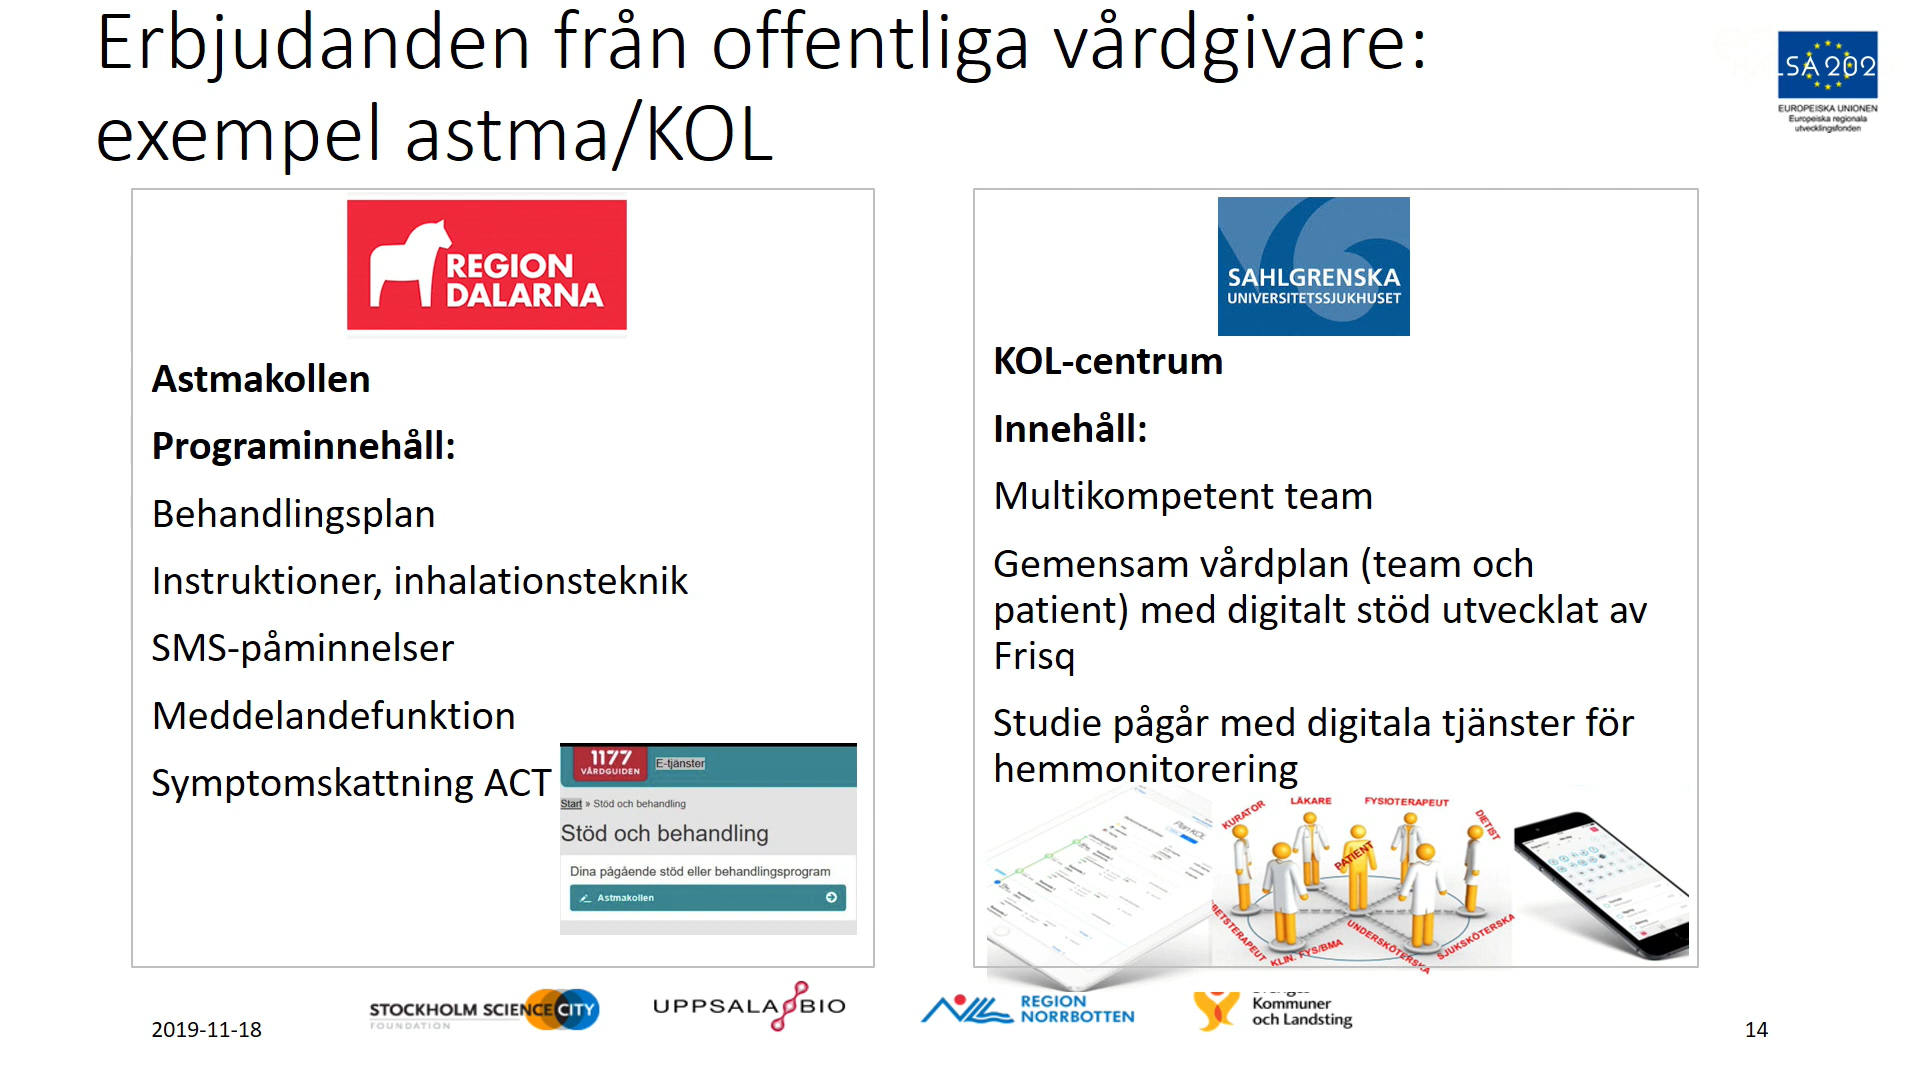 Erbjudanden från offentliga vårdgivare:
exempel astma/KOL
LSA 202
EUROPEISKA UNIONEN
Europeiska regionala
utvecklingsfonden
REGION
DALARNA
Astmakollen
Programinnehåll:
Behandlingsplan
Instruktioner, inhalationsteknik
SMS-påminnelser
Meddelandefunktion
Symptomskattning ACT
1177
VÅRDGUIDEN
E-tjänster
Start » Stöd och behandling
Stöd och behandling
Dina pågående stöd eller behandlingsprogram
Astmakollen
SAHLGRENSKA
UNIVERSITETSSJUKHUSET
KOL-centrum
Innehåll:
Multikompetent team
Gemensam vårdplan (team och
patient) med digitalt stöd utvecklat av
Frisq
Studie pågår med digitala tjänster för
hemmonitorering
KURATOR
LÄKARE
FYSIOTERAPEUT
DIETIST
PATIENT
BETSTERAPEUT
KLIN. FYS/BMA
UNDERSKÖTERSKA
SJUKSKÖTERSKA
2019-11-18
STOCKHOLM SCIENCE CITY
FOUNDATION
UPPSALA BIO
REGION
NORRBOTTEN
Kommuner
och Landsting
14